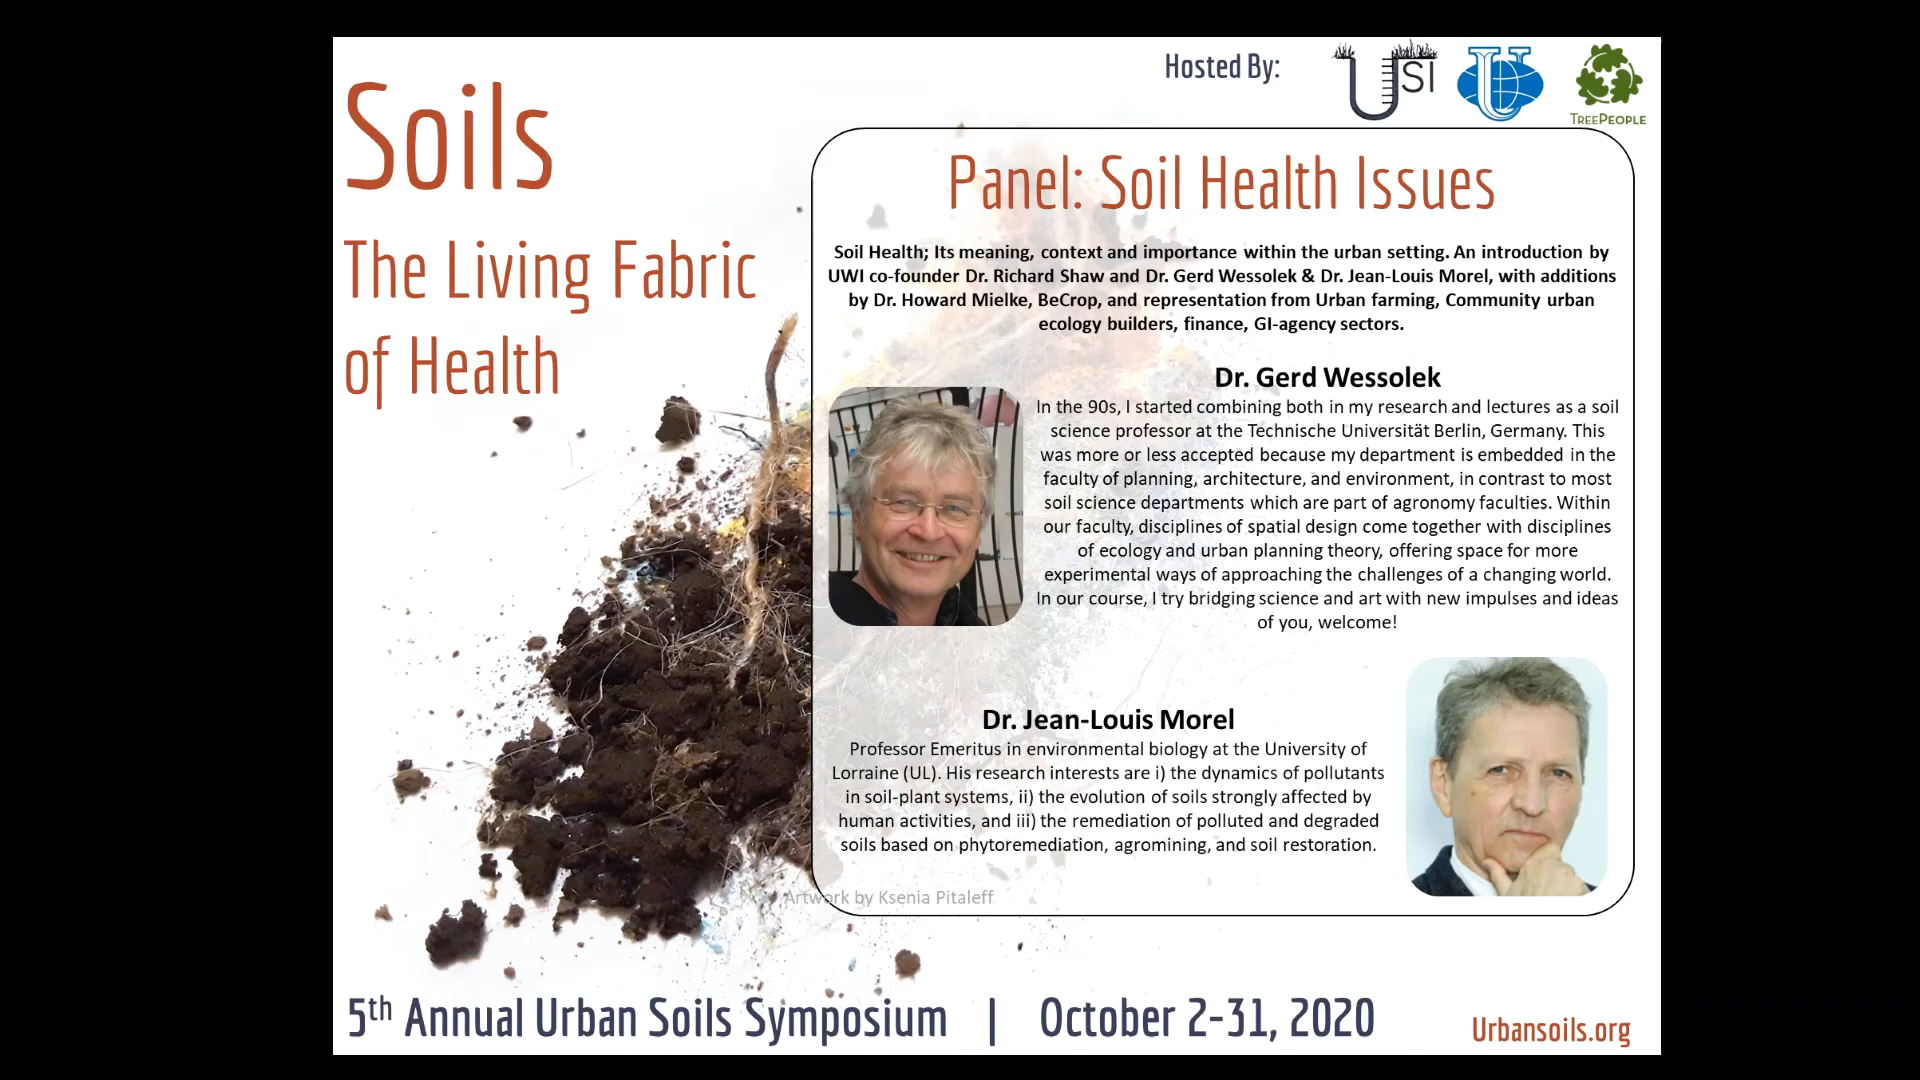 Soils
The Living Fabric
of Health
Hosted By:
USI
U
TREEPEOPLE
Panel: Soil Health Issues
Soil Health; Its meaning, context and importance within the urban setting. An introduction by
UWI co-founder Dr. Richard Shaw and Dr. Gerd Wessolek & Dr. Jean-Louis Morel, with additions
by Dr. Howard Mielke, BeCrop, and representation from Urban farming, Community urban
ecology builders, finance, GI-agency sectors.
Dr. Gerd Wessolek
In the 90s, I started combining both in my research and lectures as a soil
science professor at the Technische Universität Berlin, Germany. This
was more or less accepted because my department is embedded in the
faculty of planning, architecture, and environment, in contrast to most
soil science departments which are part of agronomy faculties. Within
our faculty, disciplines of spatial design come together with disciplines
of ecology and urban planning theory, offering space for more
experimental ways of approaching the challenges of a changing world.
In our course, I try bridging science and art with new impulses and ideas
of you, welcome!
Dr. Jean-Louis Morel
Professor Emeritus in environmental biology at the University of
Lorraine (UL). His research interests are i) the dynamics of pollutants
in soil-plant systems, ii) the evolution of soils strongly affected by
human activities, and iii) the remediation of polluted and degraded
soils based on phytoremediation, agromining, and soil restoration.
Artwork by Ksenia Pitaleff
5th Annual Urban Soils Symposium | October 2-31, 2020
Urbansoils.org